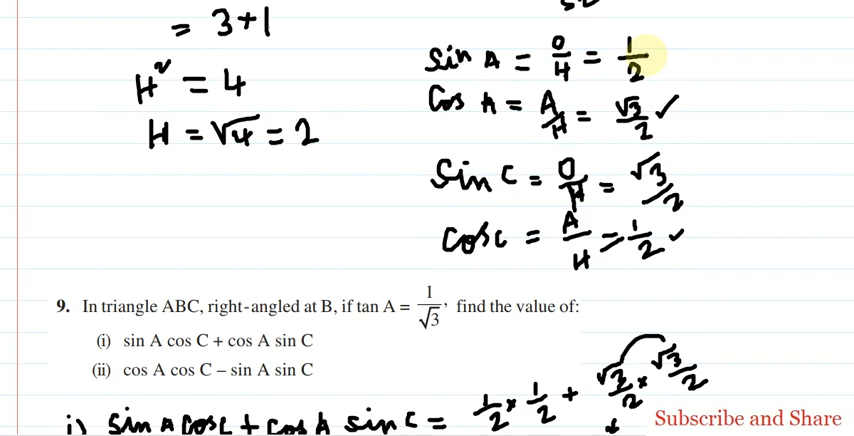 = 3+1
H² = 4
H = √4 = 2
sin A = O/H = 1/2
Cos A = A/H = √3/2 ✓
Sin C = O/H = √3/2
cosc = A/H = 1/2 ✓
9. In triangle ABC, right-angled at B, if tan A = 1/√3, find the value of:
(i) sin A cos C + cos A sin C
(ii) cos A cos C – sin A sin C
i) sin A cos C + cos A sin C = 1/2 × 1/2 + √3/2 × √3/2
Subscribe and Share